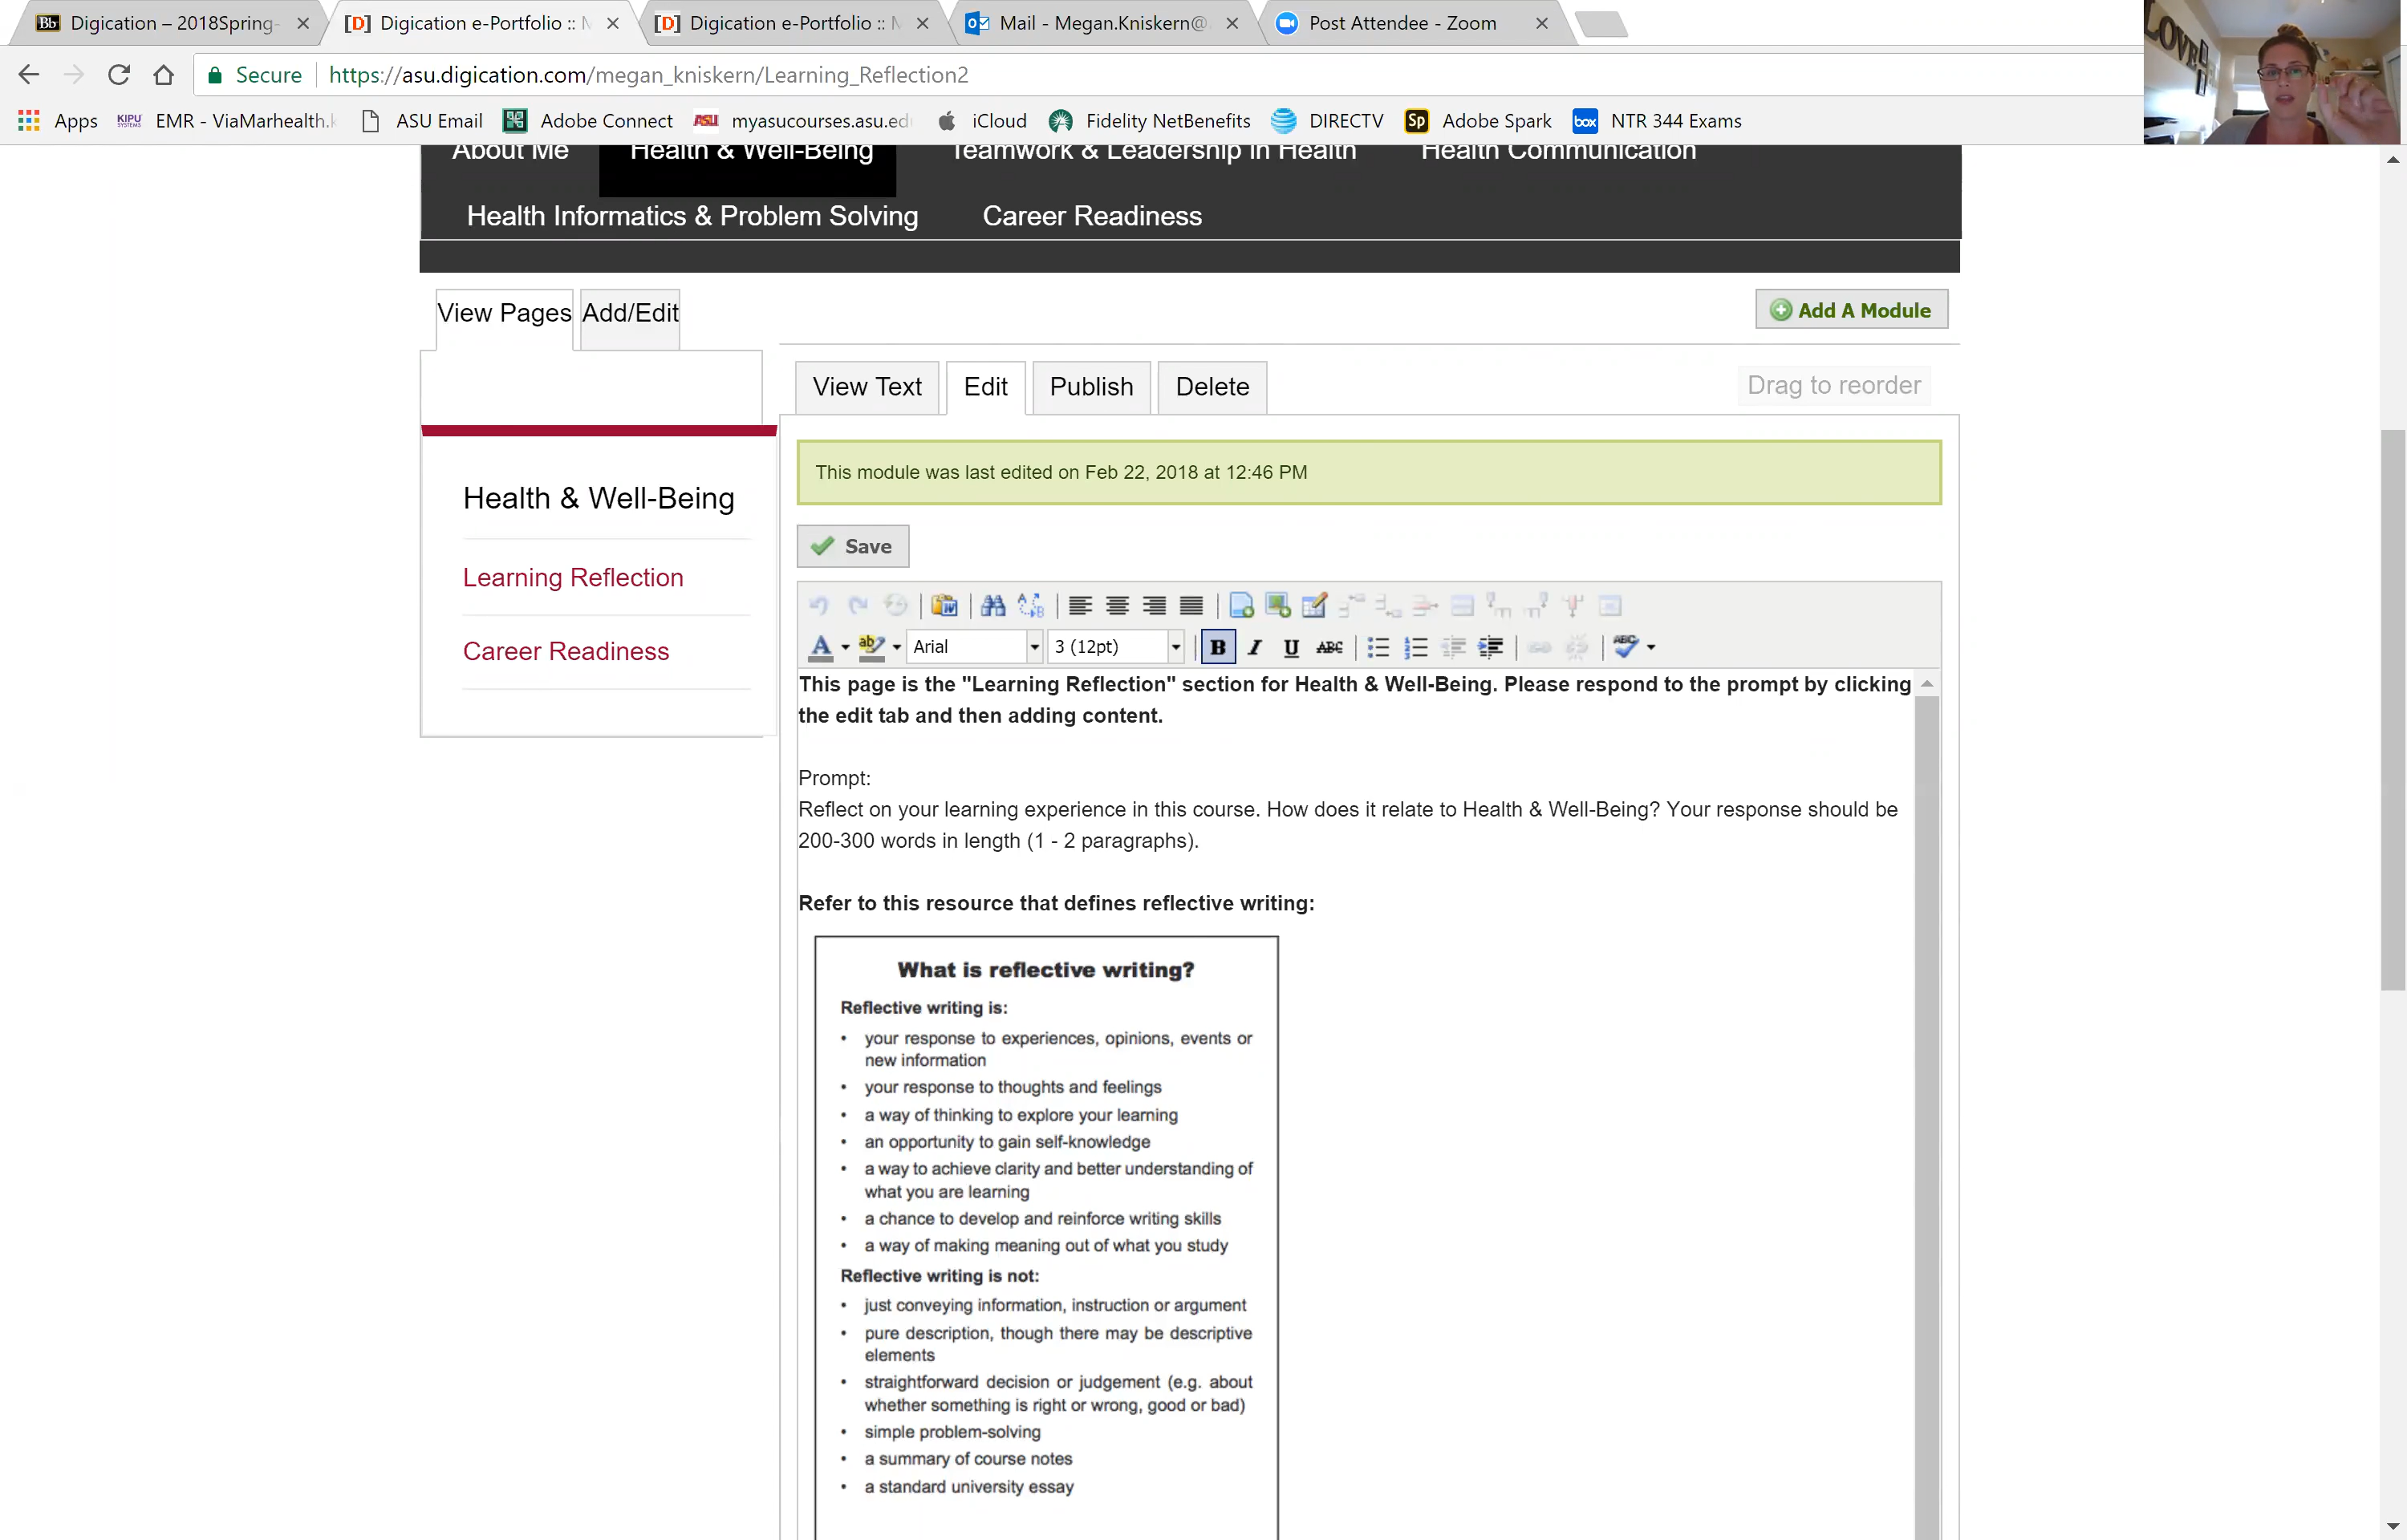 Digication – 2018Spring-
Digication e-Portfolio ::
Digication e-Portfolio ::
Mail - Megan.Kniskern@
Post Attendee - Zoom
Secure
https://asu.digication.com/megan_kniskern/Learning_Reflection2
Apps
KIPU SYSTEMS EMR - ViaMarhealth.
ASU Email
Adobe Connect
ASU myasucourses.asu.ed
iCloud
Fidelity NetBenefits
DIRECTV
Sp Adobe Spark
box NTR 344 Exams
LOVE
About Me
Health & Well-Being
Teamwork & Leadership in Health
Health Communication
Health Informatics & Problem Solving
Career Readiness
View Pages
Add/Edit
Add A Module
View Text
Edit
Publish
Delete
Drag to reorder
This module was last edited on Feb 22, 2018 at 12:46 PM
Health & Well-Being
Learning Reflection
Career Readiness
Save
Arial
3 (12pt)
B I U ABC
This page is the "Learning Reflection" section for Health & Well-Being. Please respond to the prompt by clicking
the edit tab and then adding content.
Prompt:
Reflect on your learning experience in this course. How does it relate to Health & Well-Being? Your response should be
200-300 words in length (1 - 2 paragraphs).
Refer to this resource that defines reflective writing:
What is reflective writing?
Reflective writing is:
• your response to experiences, opinions, events or
new information
• your response to thoughts and feelings
• a way of thinking to explore your learning
• an opportunity to gain self-knowledge
• a way to achieve clarity and better understanding of
what you are learning
• a chance to develop and reinforce writing skills
• a way of making meaning out of what you study
Reflective writing is not:
• just conveying information, instruction or argument
• pure description, though there may be descriptive
elements
• straightforward decision or judgement (e.g. about
whether something is right or wrong, good or bad)
• simple problem-solving
• a summary of course notes
• a standard university essay